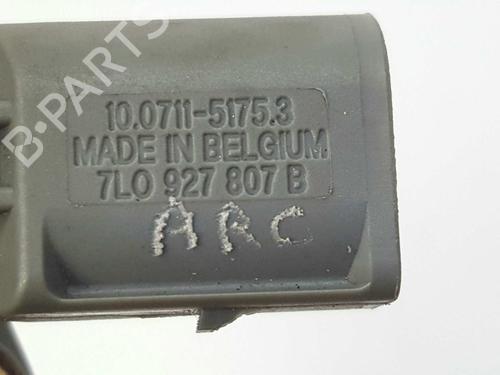 B-PARTS
10.0711-5175.3
MADE IN BELGIUM
7L0 927 807 B
ARC